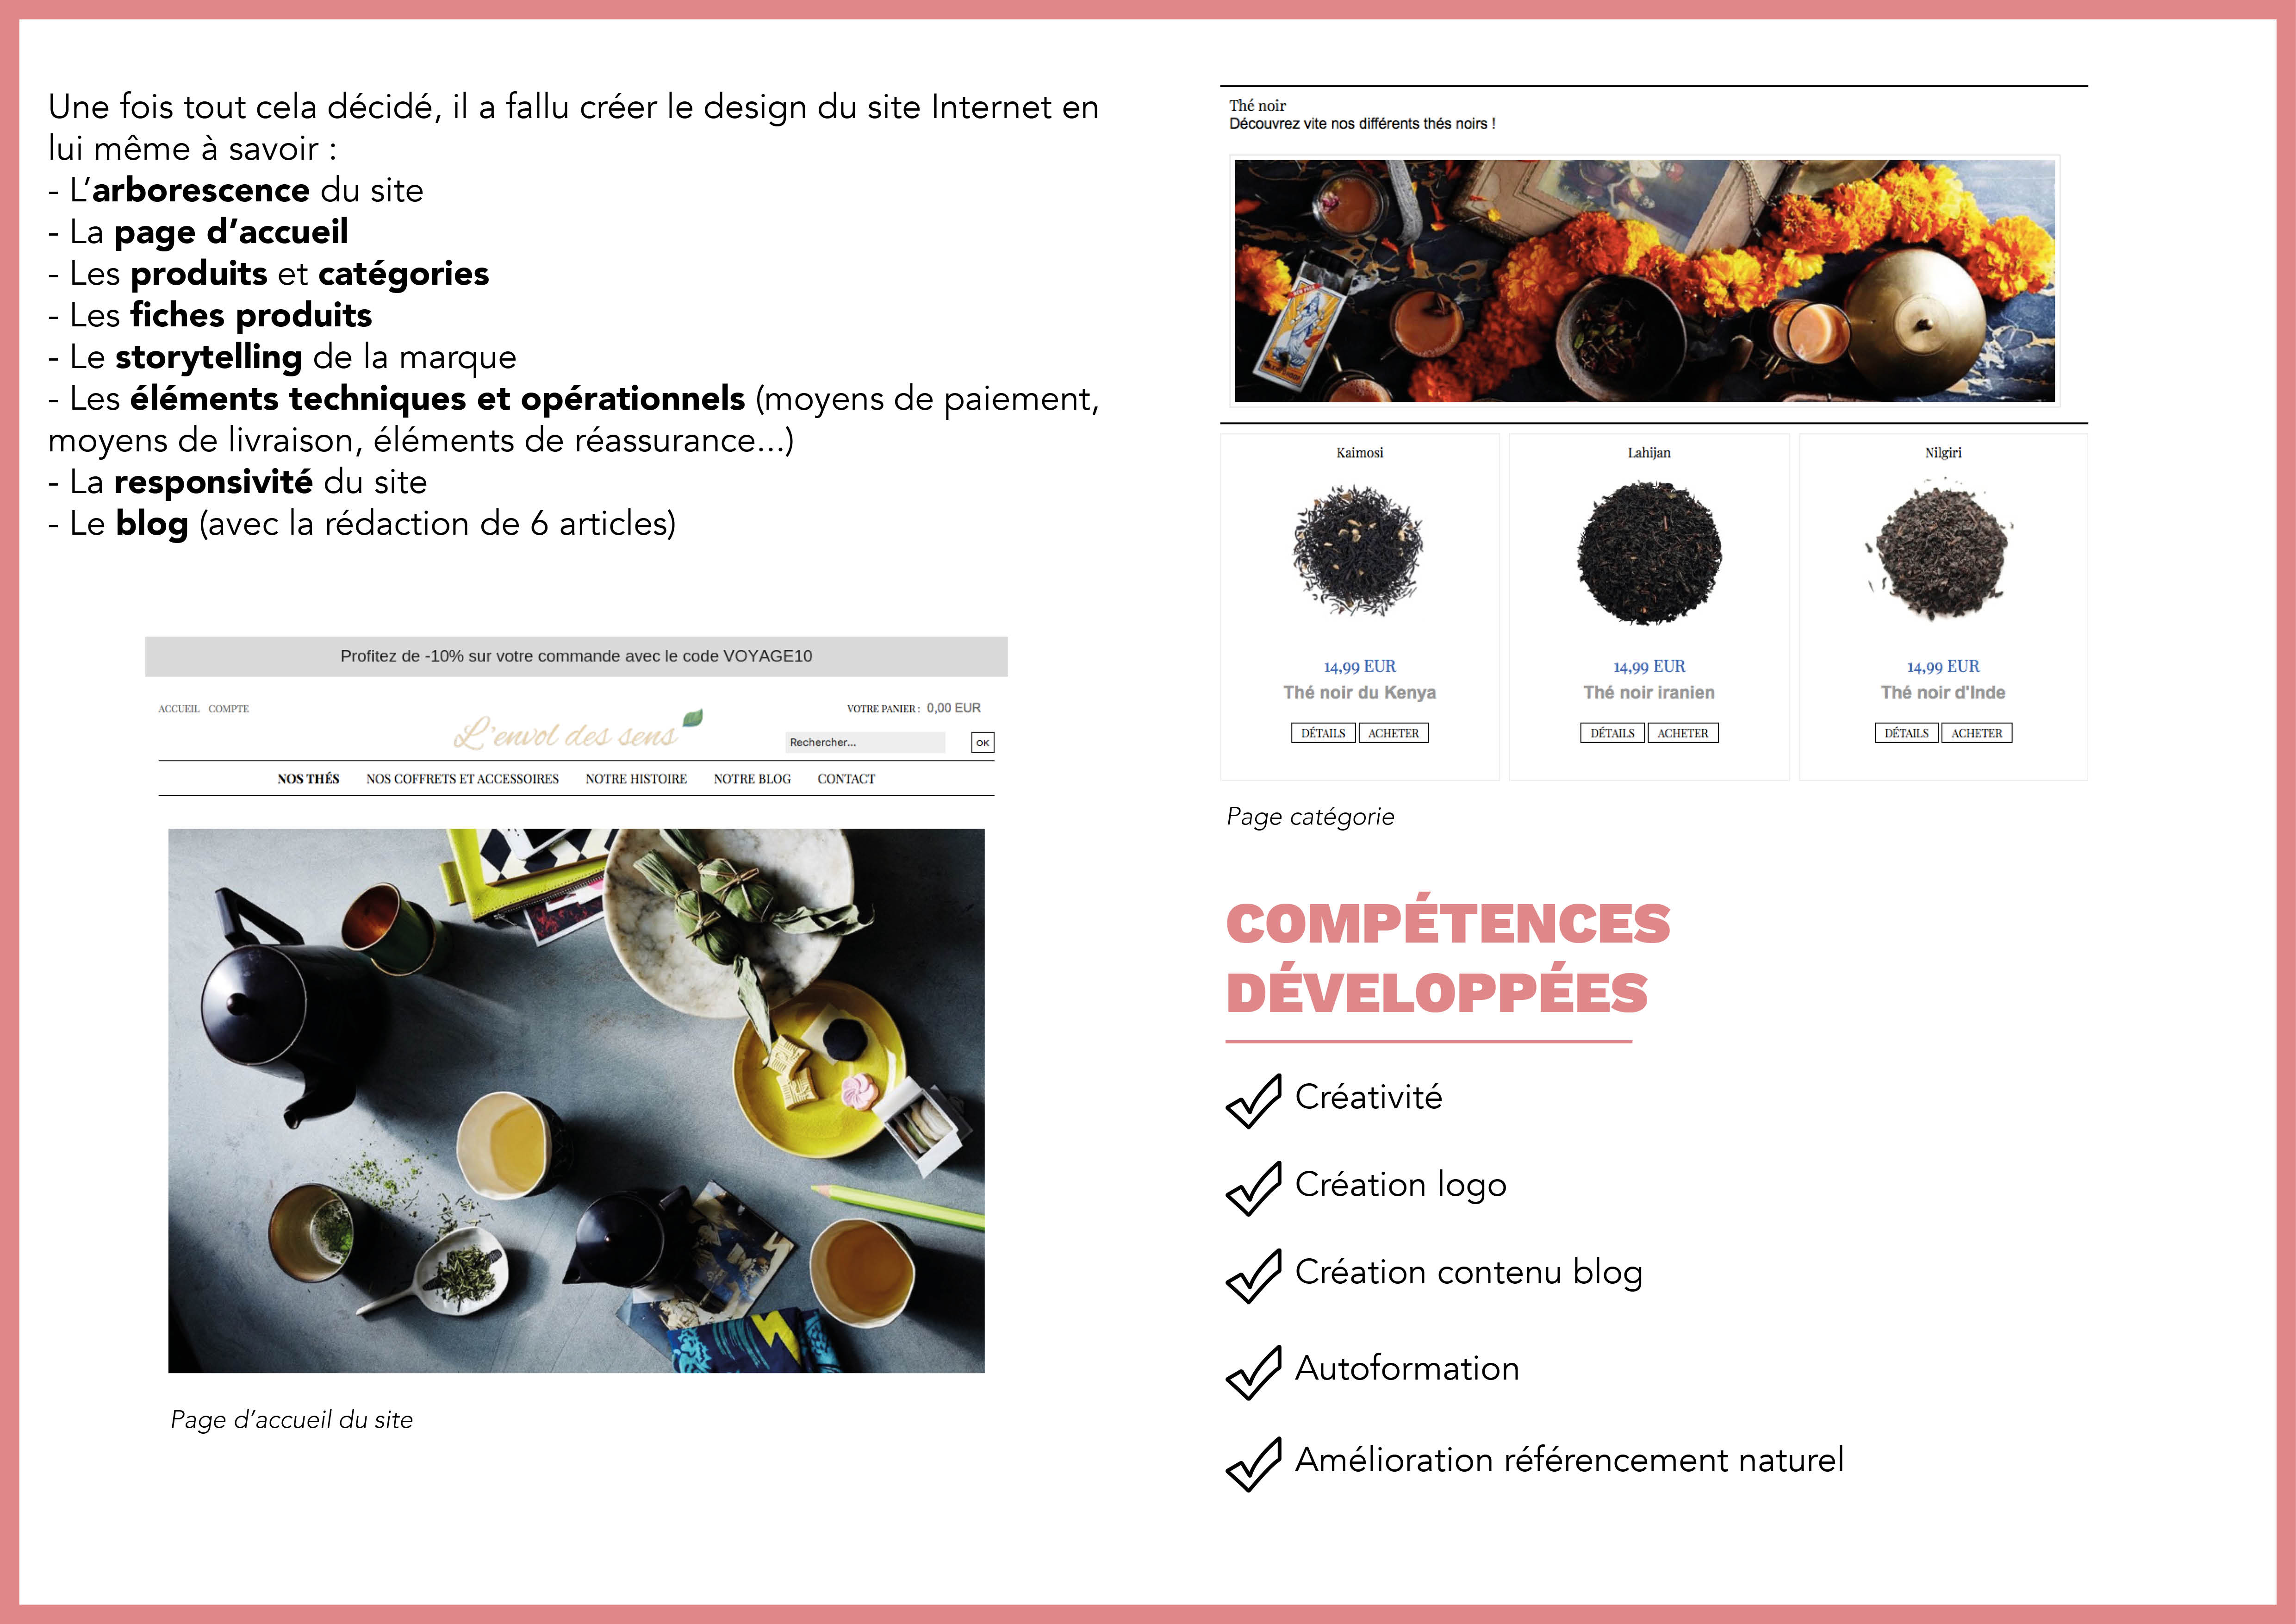 Une fois tout cela décidé, il a fallu créer le design du site Internet en
lui même à savoir :
- L’arborescence du site
- La page d’accueil
- Les produits et catégories
- Les fiches produits
- Le storytelling de la marque
- Les éléments techniques et opérationnels (moyens de paiement,
moyens de livraison, éléments de réassurance...)
- La responsivité du site
- Le blog (avec la rédaction de 6 articles)
Profitez de -10% sur votre commande avec le code VOYAGE10
ACCUEIL COMPTE
L'envol des sens
VOTRE PANIER : 0,00 EUR
Rechercher...
OK
NOS THÉS NOS COFFRETS ET ACCESSOIRES NOTRE HISTOIRE NOTRE BLOG CONTACT
Page d’accueil du site
Thé noir
Découvrez vite nos différents thés noirs !
Kaimosi
14,99 EUR
Thé noir du Kenya
DÉTAILS ACHETER
Lahijan
14,99 EUR
Thé noir iranien
DÉTAILS ACHETER
Nilgiri
14,99 EUR
Thé noir d'Inde
DÉTAILS ACHETER
Page catégorie
COMPÉTENCES
DÉVELOPPÉES
Créativité
Création logo
Création contenu blog
Autoformation
Amélioration référencement naturel